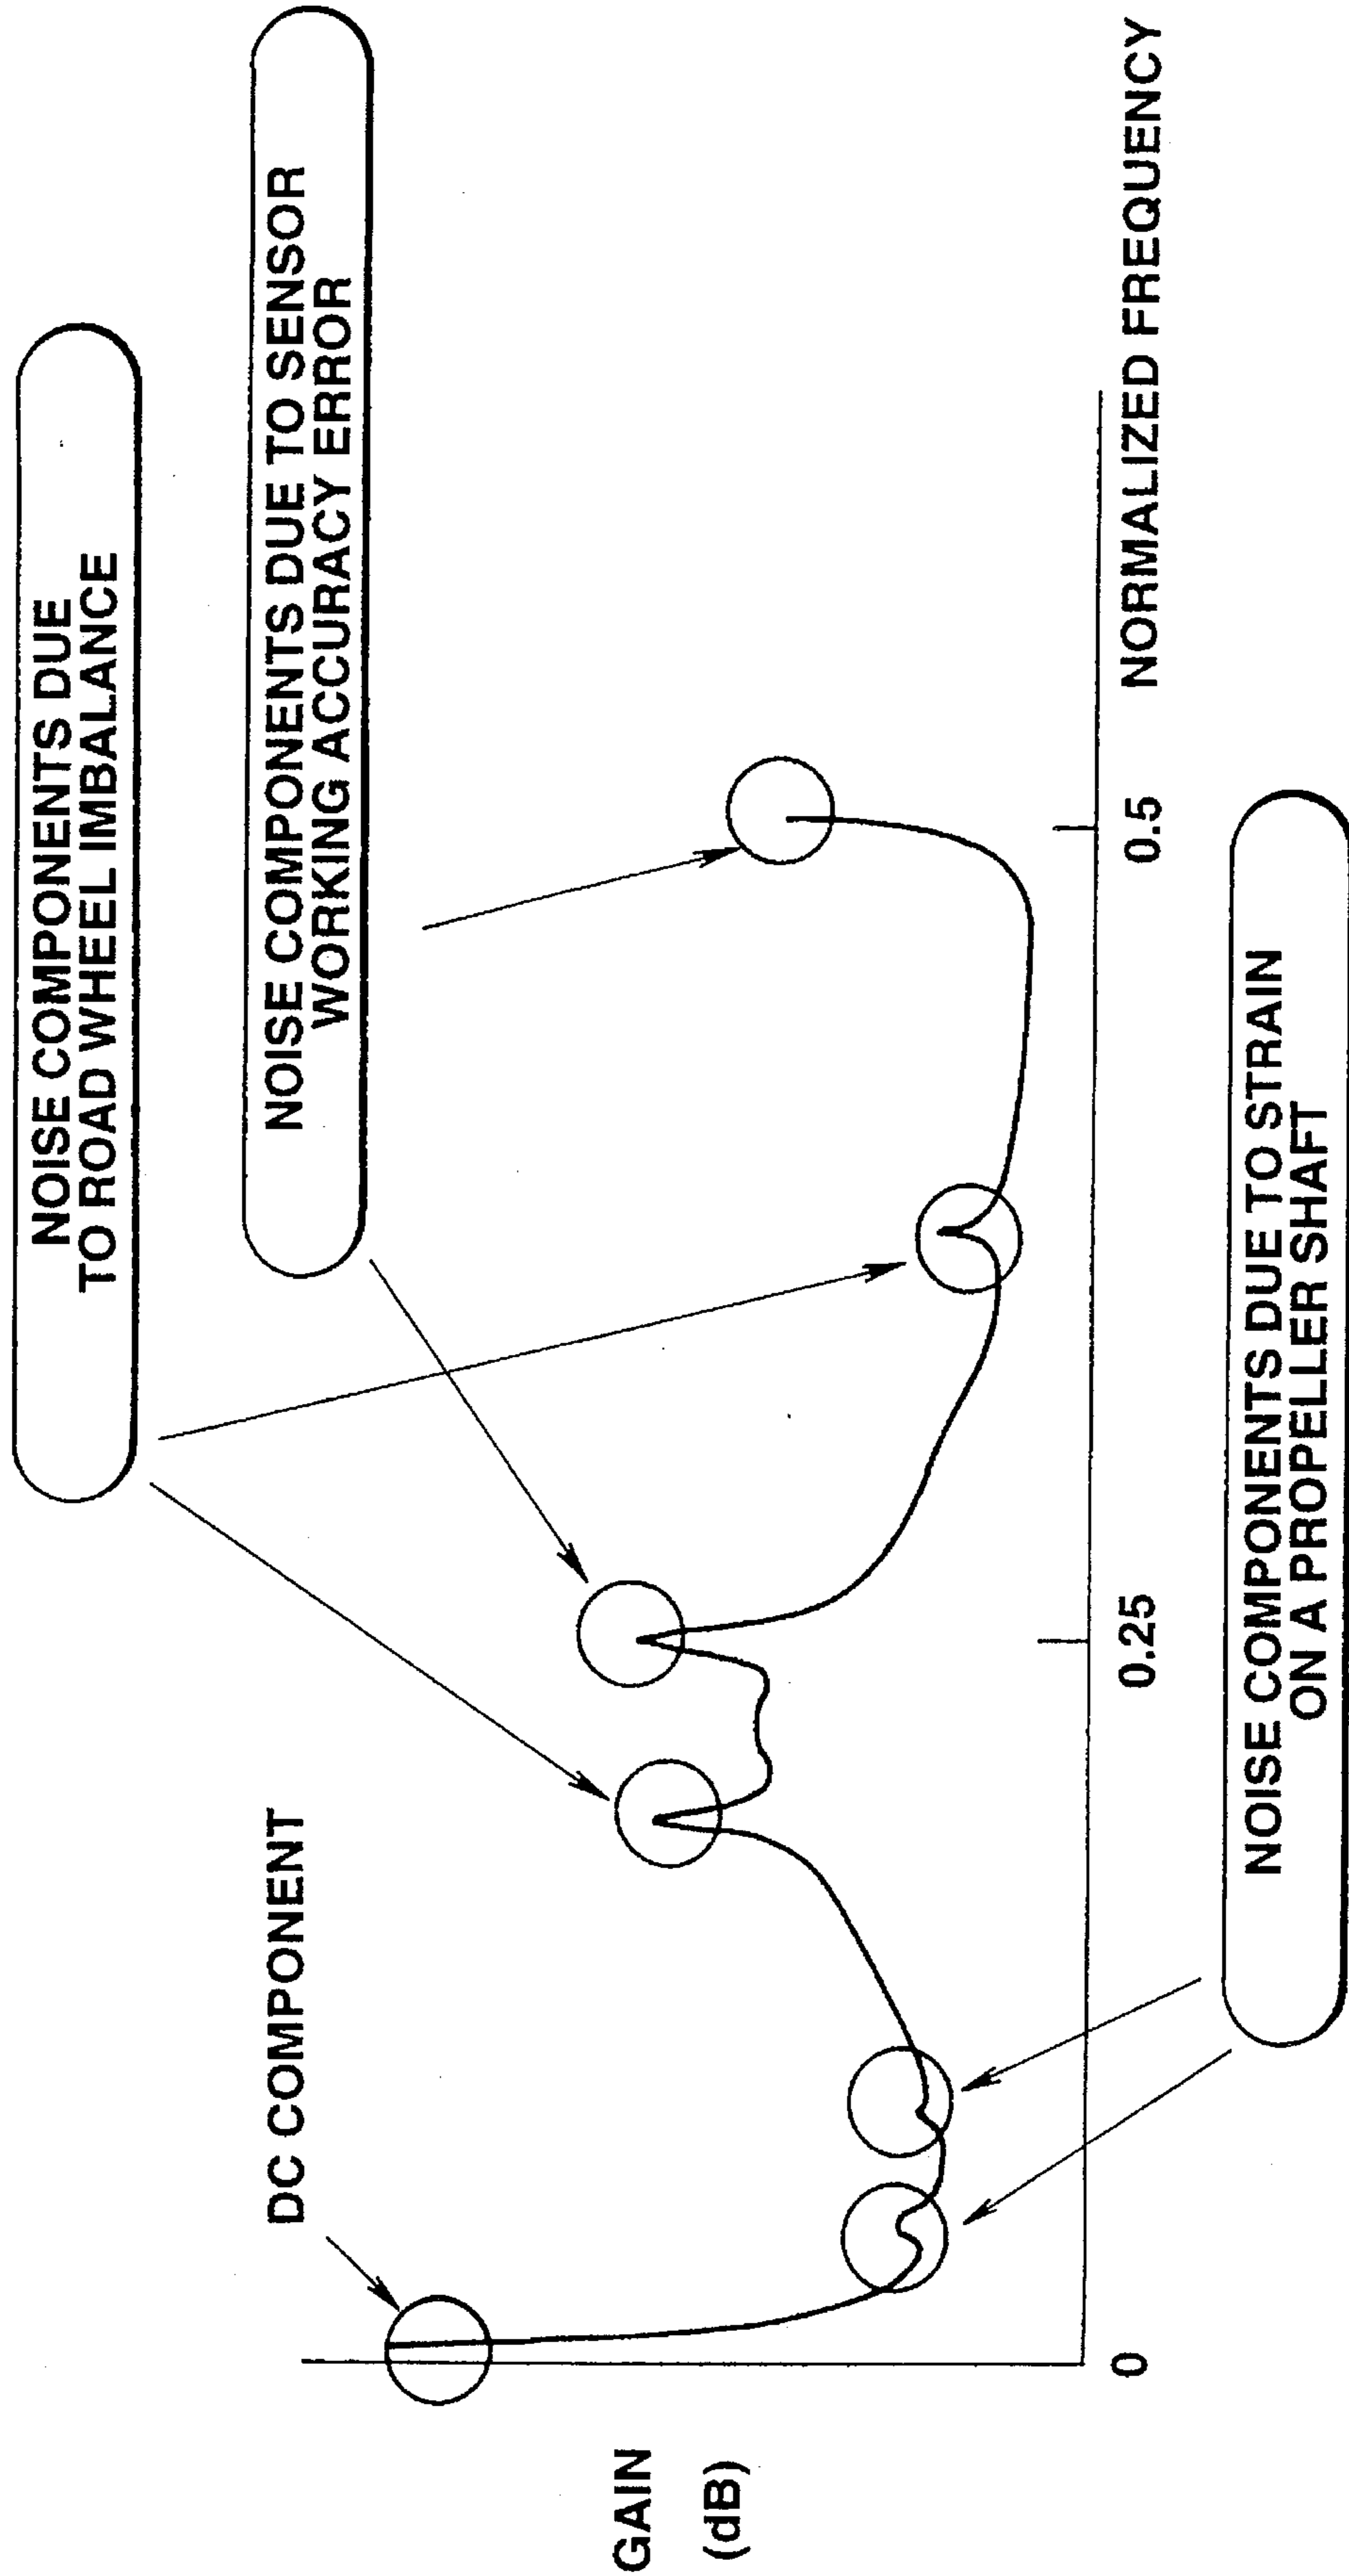 NOISE COMPONENTS DUE
TO ROAD WHEEL IMBALANCE
NOISE COMPONENTS DUE TO SENSOR
WORKING ACCURACY ERROR
DC COMPONENT
GAIN
(dB)
0
0.25
0.5
NORMALIZED FREQUENCY
NOISE COMPONENTS DUE TO STRAIN
ON A PROPELLER SHAFT